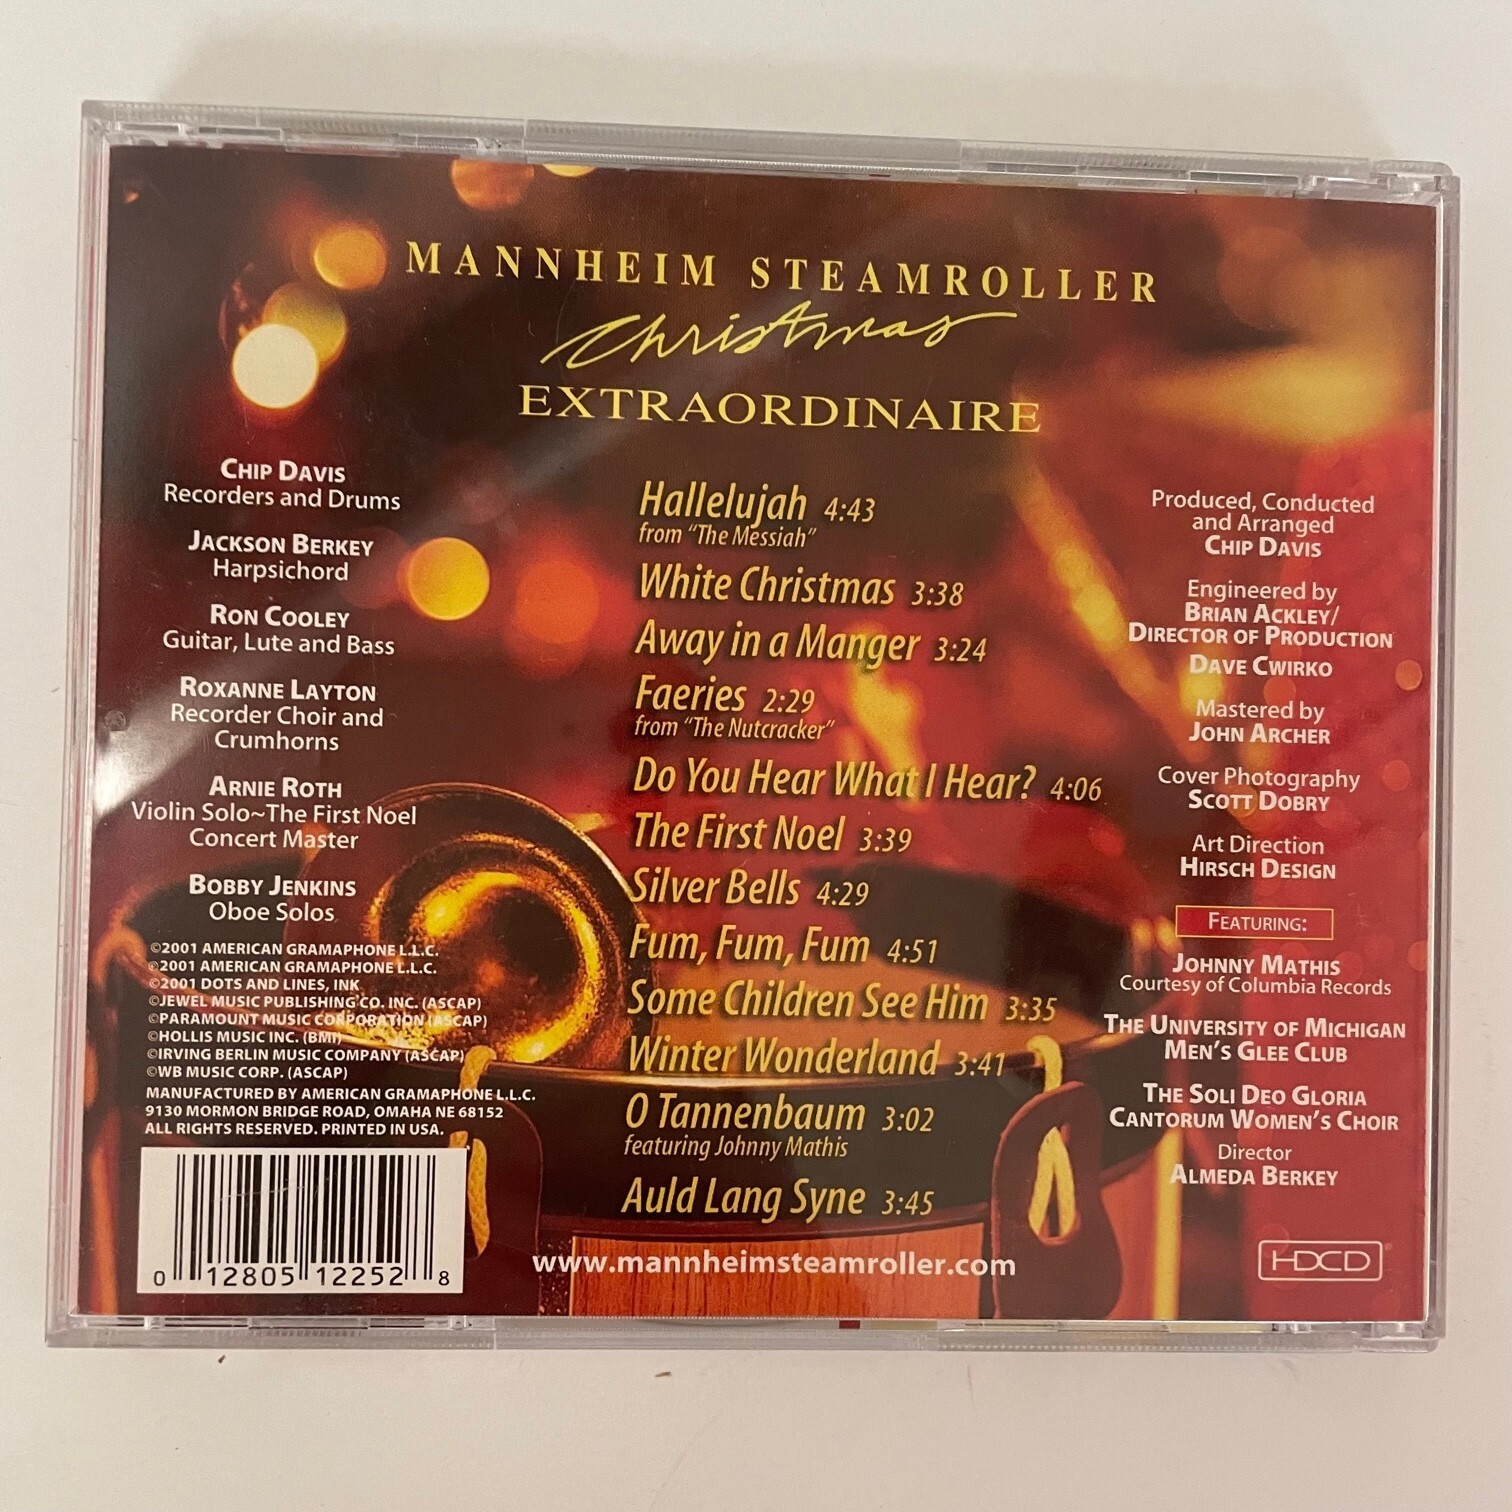 MANNHEIM STEAMROLLER
Christmas
EXTRAORDINAIRE
CHIP DAVIS
Recorders and Drums
JACKSON BERKEY
Harpsichord
RON COOLEY
Guitar, Lute and Bass
ROXANNE LAYTON
Recorder Choir and
Crumhorns
ARNIE ROTH
Violin Solo~The First Noel
Concert Master
BOBBY JENKINS
Oboe Solos
©2001 AMERICAN GRAMAPHONE L.L.C.
℗2001 AMERICAN GRAMAPHONE L.L.C.
©2001 DOTS AND LINES, INK
©JEWEL MUSIC PUBLISHING CO. INC. (ASCAP)
©PARAMOUNT MUSIC CORPORATION (ASCAP)
©HOLLIS MUSIC INC. (BMI)
©IRVING BERLIN MUSIC COMPANY (ASCAP)
©WB MUSIC CORP. (ASCAP)
MANUFACTURED BY AMERICAN GRAMAPHONE L.L.C.
9130 MORMON BRIDGE ROAD, OMAHA NE 68152
ALL RIGHTS RESERVED. PRINTED IN USA.
0 12805 12252 8
Hallelujah 4:43
from "The Messiah"
White Christmas 3:38
Away in a Manger 3:24
Faeries 2:29
from "The Nutcracker"
Do You Hear What I Hear? 4:06
The First Noel 3:39
Silver Bells 4:29
Fum, Fum, Fum 4:51
Some Children See Him 3:35
Winter Wonderland 3:41
O Tannenbaum 3:02
featuring Johnny Mathis
Auld Lang Syne 3:45
www.mannheimsteamroller.com
Produced, Conducted
and Arranged
CHIP DAVIS
Engineered by
BRIAN ACKLEY/
DIRECTOR OF PRODUCTION
DAVE CWIRKO
Mastered by
JOHN ARCHER
Cover Photography
SCOTT DOBRY
Art Direction
HIRSCH DESIGN
FEATURING:
JOHNNY MATHIS
Courtesy of Columbia Records
THE UNIVERSITY OF MICHIGAN
MEN'S GLEE CLUB
THE SOLI DEO GLORIA
CANTORUM WOMEN'S CHOIR
Director
ALMEDA BERKEY
HDCD®